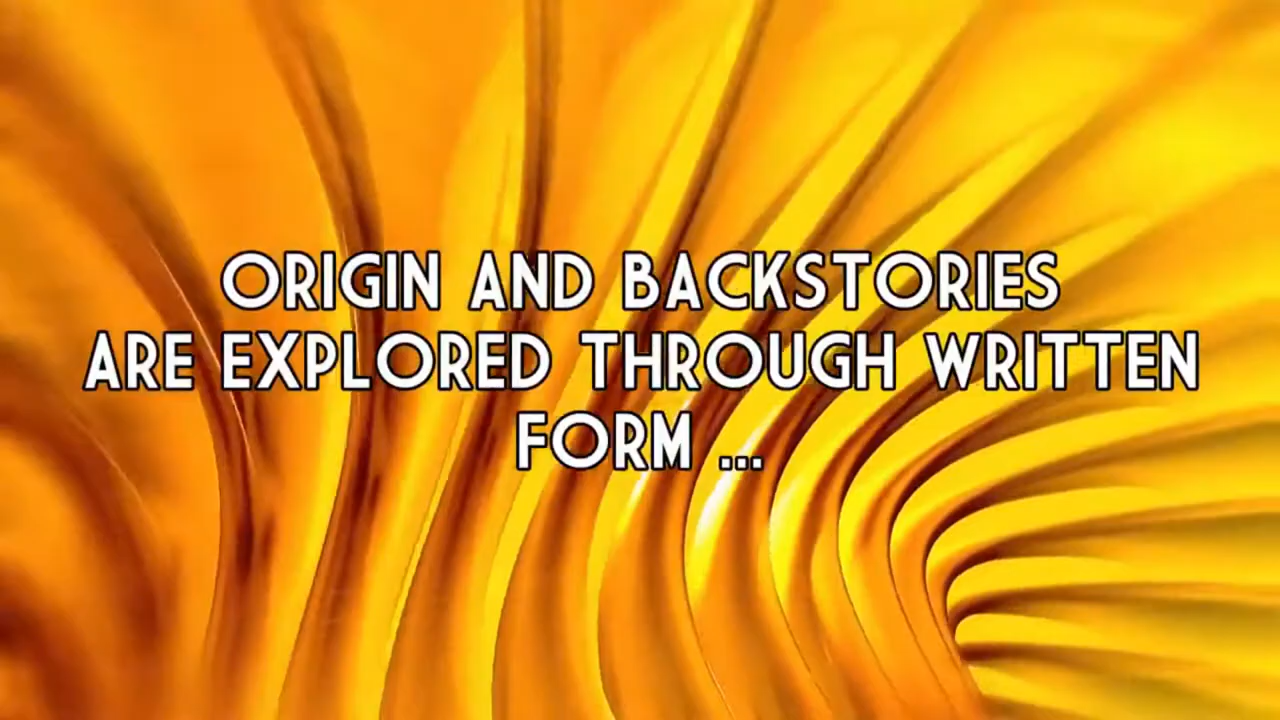 ORIGIN AND BACKSTORIES
ARE EXPLORED THROUGH WRITTEN
FORM ...